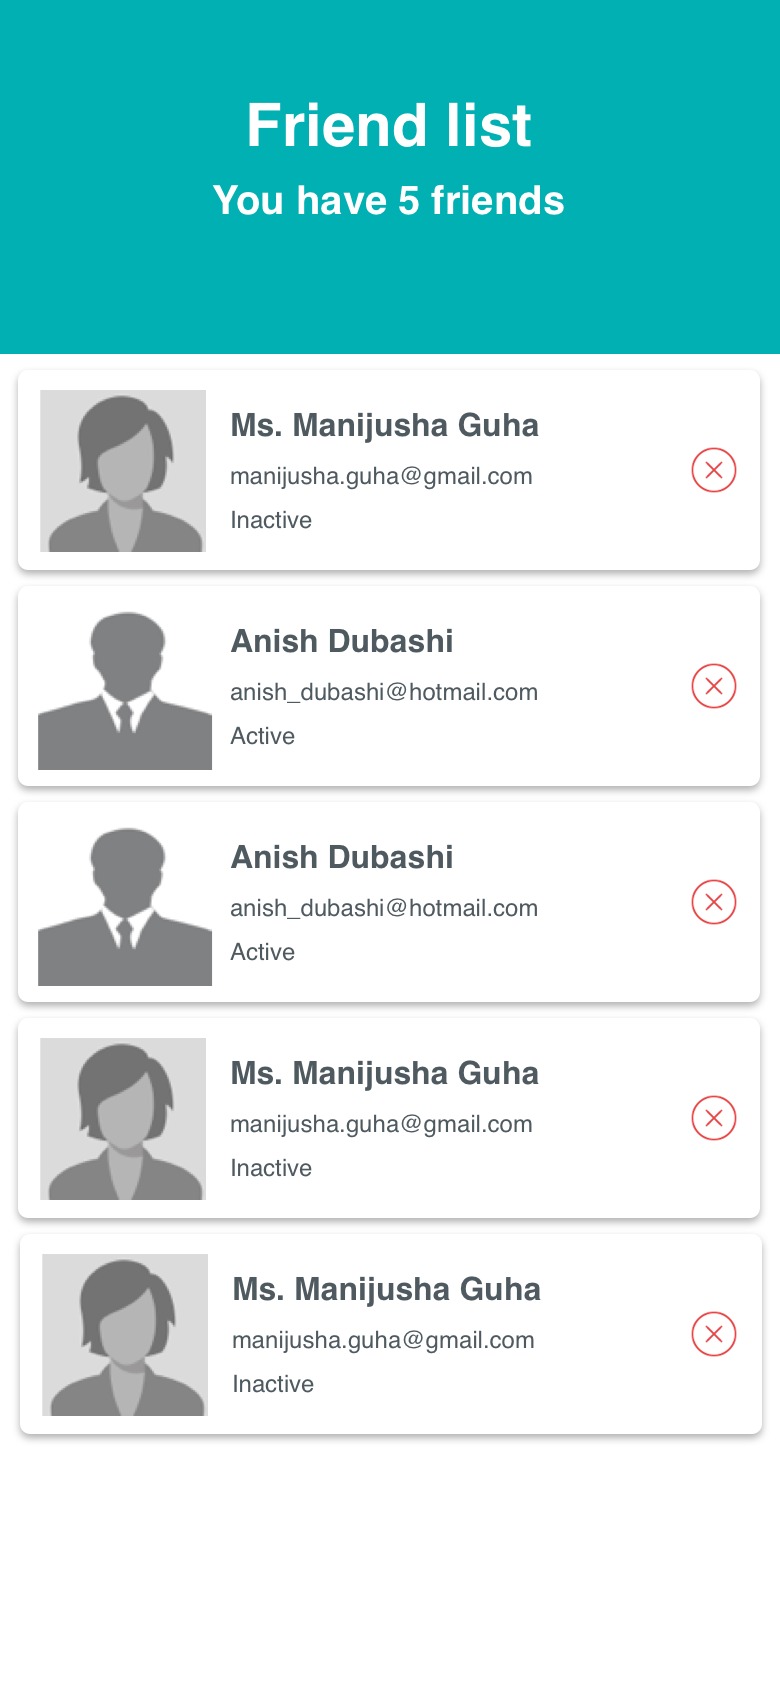 Friend list
You have 5 friends
Ms. Manijusha Guha
manijusha.guha@gmail.com
Inactive
Anish Dubashi
anish_dubashi@hotmail.com
Active
Anish Dubashi
anish_dubashi@hotmail.com
Active
Ms. Manijusha Guha
manijusha.guha@gmail.com
Inactive
Ms. Manijusha Guha
manijusha.guha@gmail.com
Inactive